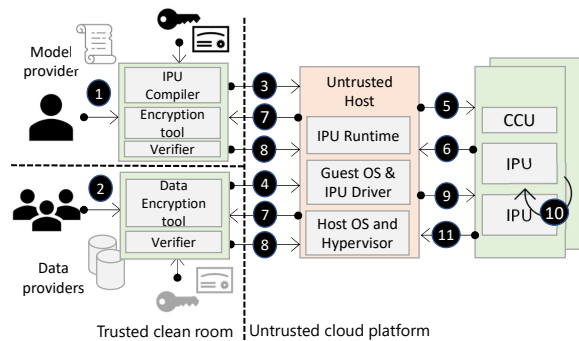 Model
provider
1
IPU
Compiler
Encryption
tool
Verifier
3
7
8
Untrusted
Host
IPU Runtime
Guest OS &
IPU Driver
Host OS and
Hypervisor
5
6
9
11
CCU
IPU
IPU
10
2
Data
Encryption
tool
Verifier
4
7
8
Data
providers
Trusted clean room
Untrusted cloud platform